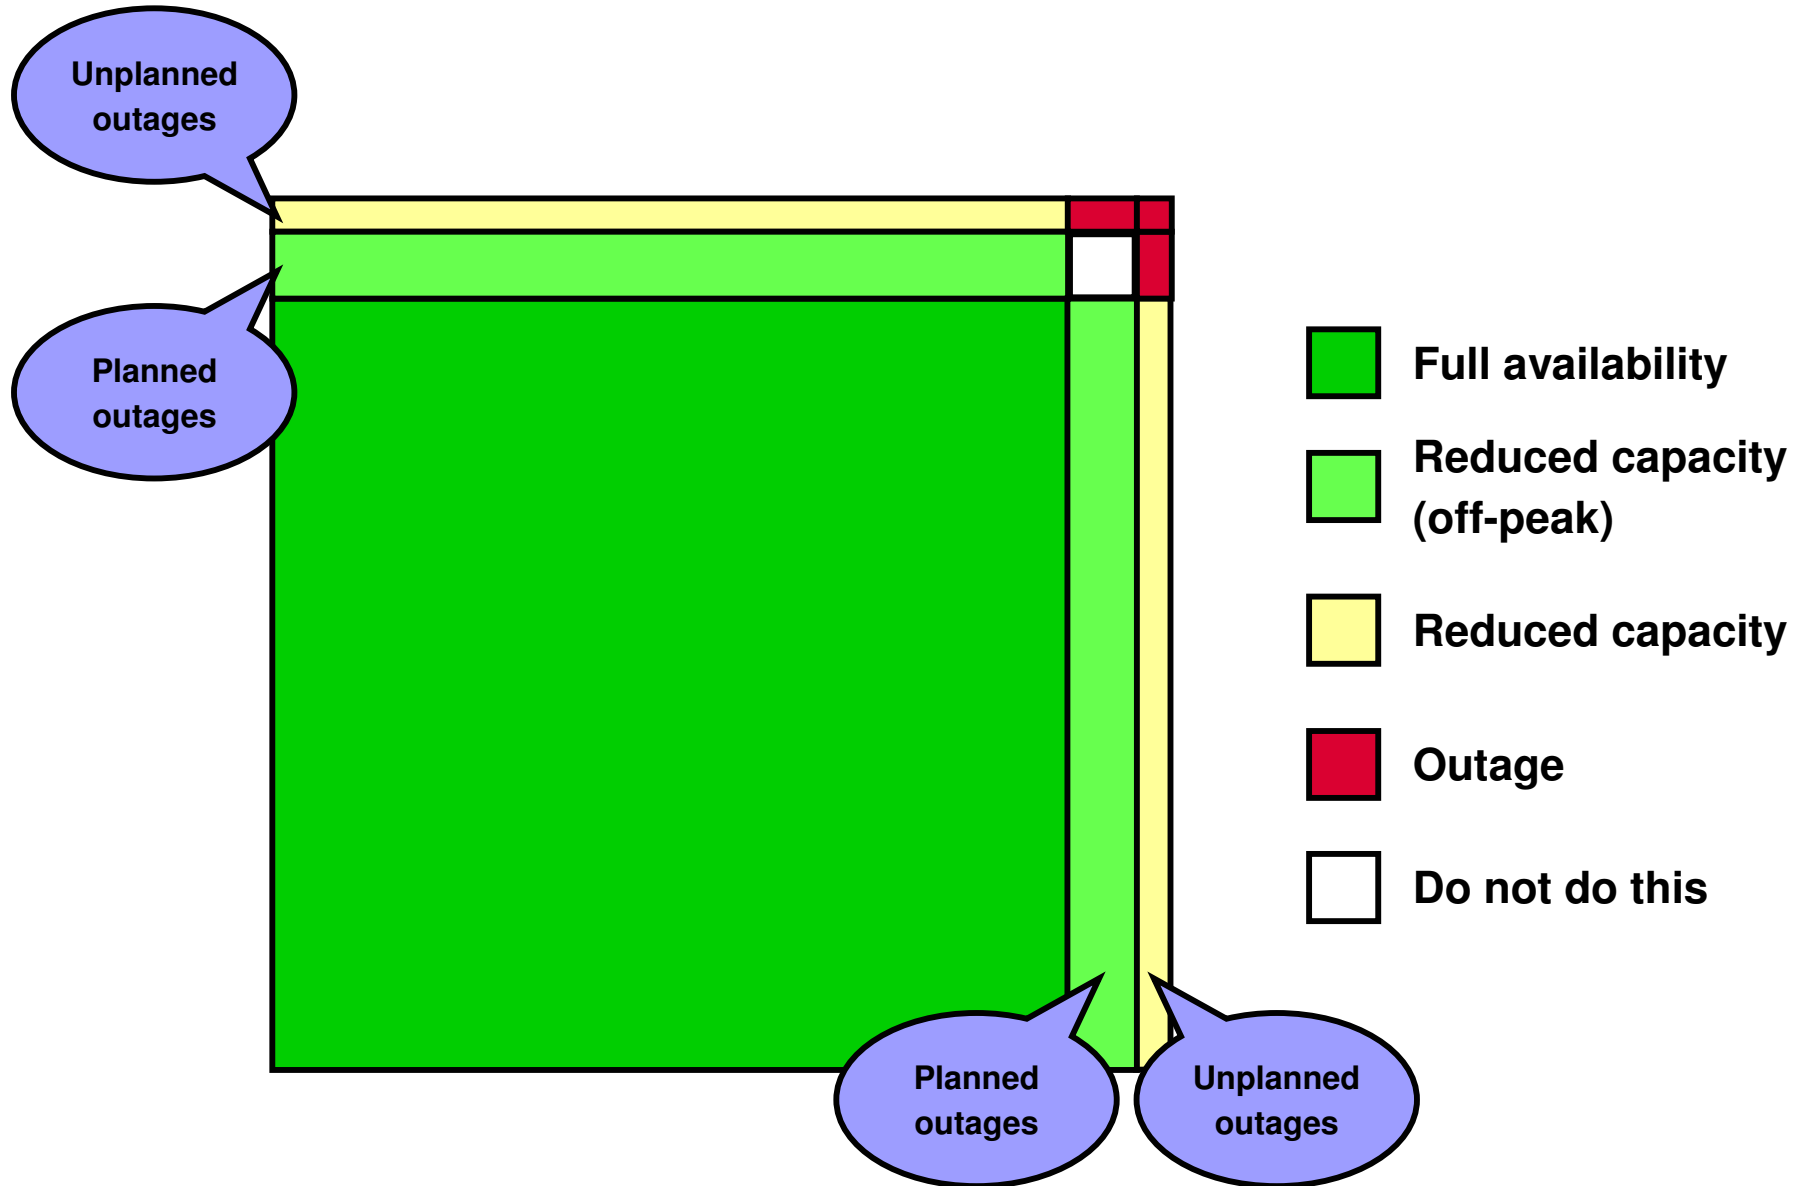 Unplanned
outages
Planned
outages
Full availability
Reduced capacity
(off-peak)
Reduced capacity
Outage
Do not do this
Planned
outages
Unplanned
outages